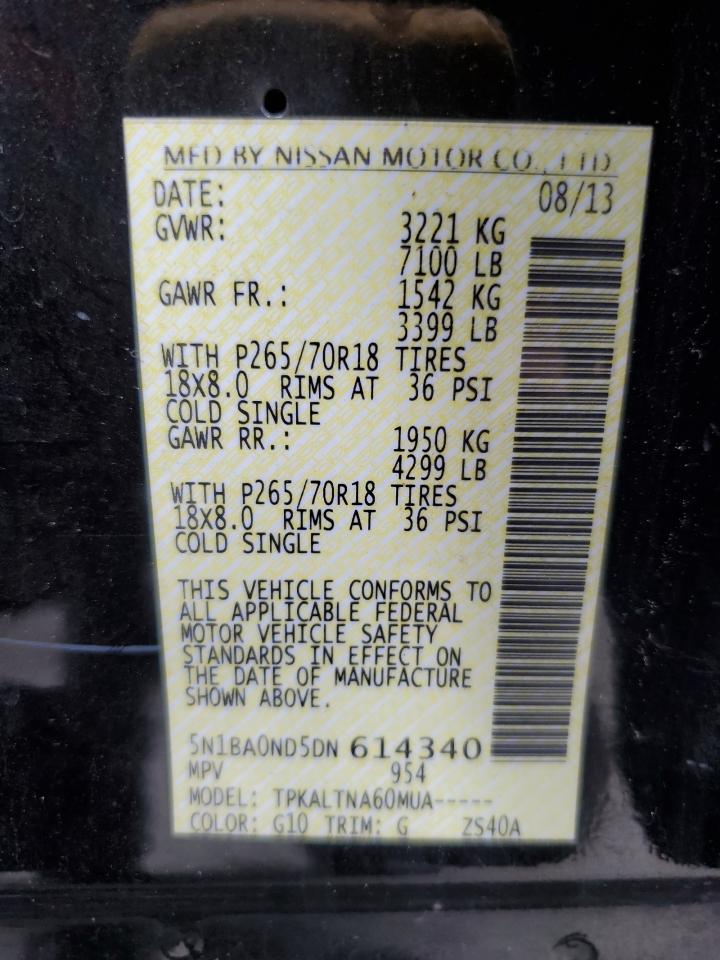 MFD BY NISSAN MOTOR CO., LTD
DATE: 08/13
GVWR: 3221 KG
7100 LB
GAWR FR.: 1542 KG
3399 LB
WITH P265/70R18 TIRES
18X8.0 RIMS AT 36 PSI
COLD SINGLE
GAWR RR.: 1950 KG
4299 LB
WITH P265/70R18 TIRES
18X8.0 RIMS AT 36 PSI
COLD SINGLE
THIS VEHICLE CONFORMS TO
ALL APPLICABLE FEDERAL
MOTOR VEHICLE SAFETY
STANDARDS IN EFFECT ON
THE DATE OF MANUFACTURE
SHOWN ABOVE.
5N1BA0ND5DN 614340
MPV 954
MODEL: TPKALTNA60MUA-----
COLOR: G10 TRIM: G ZS40A